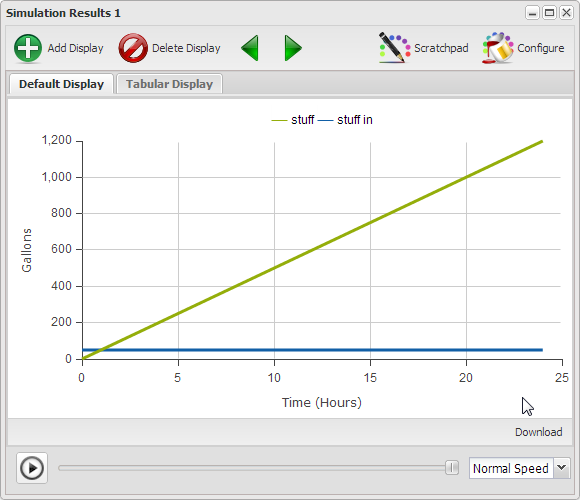 Simulation Results 1
Add Display Delete Display Scratchpad Configure
Default Display Tabular Display
stuff stuff in
1,200
1,000
800
600
400
200
0
Gallons
0 5 10 15 20 25
Time (Hours)
Download
Normal Speed